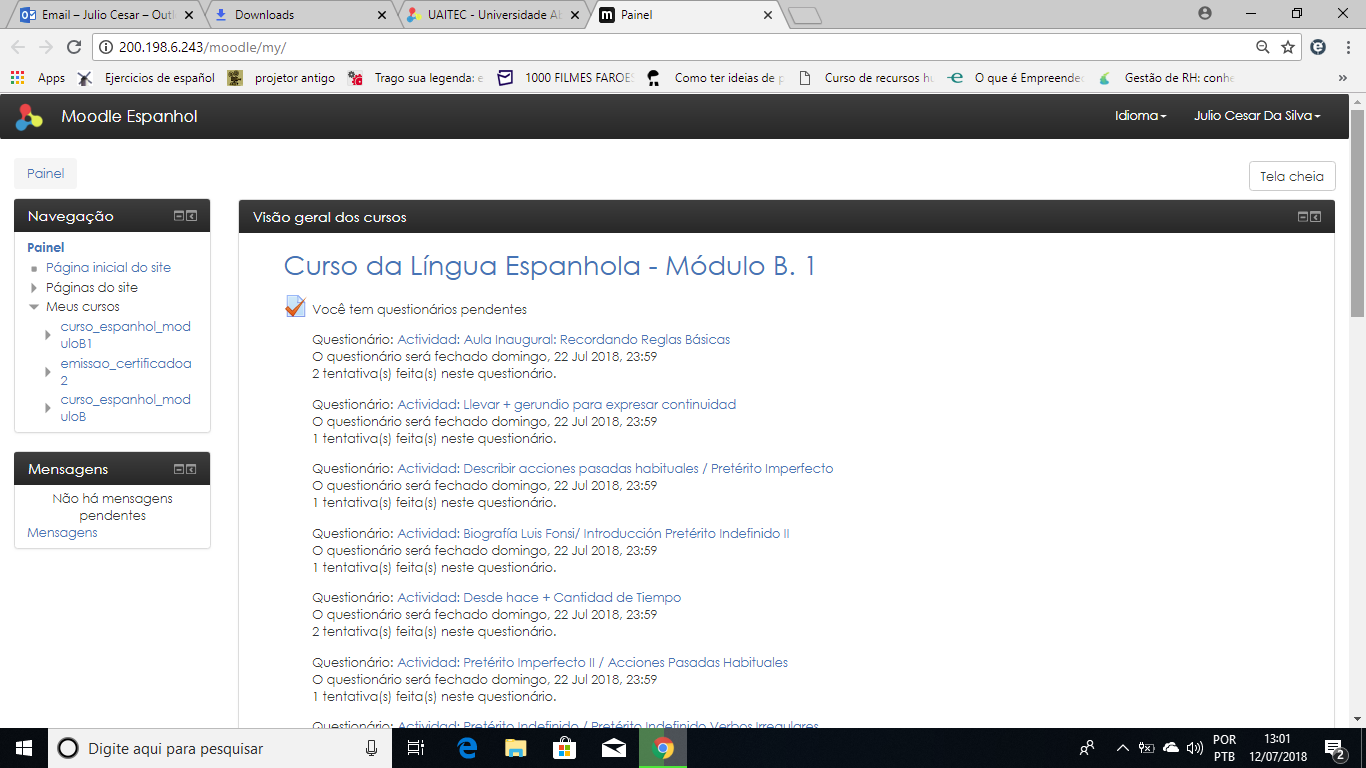 Email – Julio Cesar – Outl
Downloads
UAITEC - Universidade Ab
Painel
200.198.6.243/moodle/my/
Apps
Ejercicios de español
projetor antigo
Trago sua legenda: e
1000 FILMES FAROES
Como ter ideias de p
Curso de recursos hu
O que é Empreended
Gestão de RH: conhe
»
Moodle Espanhol
Idioma
Julio Cesar Da Silva
Painel
Tela cheia
Navegação
Painel
Página inicial do site
Páginas do site
Meus cursos
curso_espanhol_mod
uloB1
emissao_certificadoa
2
curso_espanhol_mod
uloB
Mensagens
Não há mensagens
pendentes
Mensagens
Visão geral dos cursos
Curso da Língua Espanhola - Módulo B. 1
Você tem questionários pendentes
Questionário: Actividad: Aula Inaugural: Recordando Reglas Básicas
O questionário será fechado domingo, 22 Jul 2018, 23:59
2 tentativa(s) feita(s) neste questionário.
Questionário: Actividad: Llevar + gerundio para expresar continuidad
O questionário será fechado domingo, 22 Jul 2018, 23:59
1 tentativa(s) feita(s) neste questionário.
Questionário: Actividad: Describir acciones pasadas habituales / Pretérito Imperfecto
O questionário será fechado domingo, 22 Jul 2018, 23:59
1 tentativa(s) feita(s) neste questionário.
Questionário: Actividad: Biografía Luis Fonsi/ Introducción Pretérito Indefinido II
O questionário será fechado domingo, 22 Jul 2018, 23:59
1 tentativa(s) feita(s) neste questionário.
Questionário: Actividad: Desde hace + Cantidad de Tiempo
O questionário será fechado domingo, 22 Jul 2018, 23:59
2 tentativa(s) feita(s) neste questionário.
Questionário: Actividad: Pretérito Imperfecto II / Acciones Pasadas Habituales
O questionário será fechado domingo, 22 Jul 2018, 23:59
1 tentativa(s) feita(s) neste questionário.
Questionário: Actividad: Pretérito Indefinido / Pretérito Indefinido Verbos Irregulares
Digite aqui para pesquisar
POR
PTB
13:01
12/07/2018
2